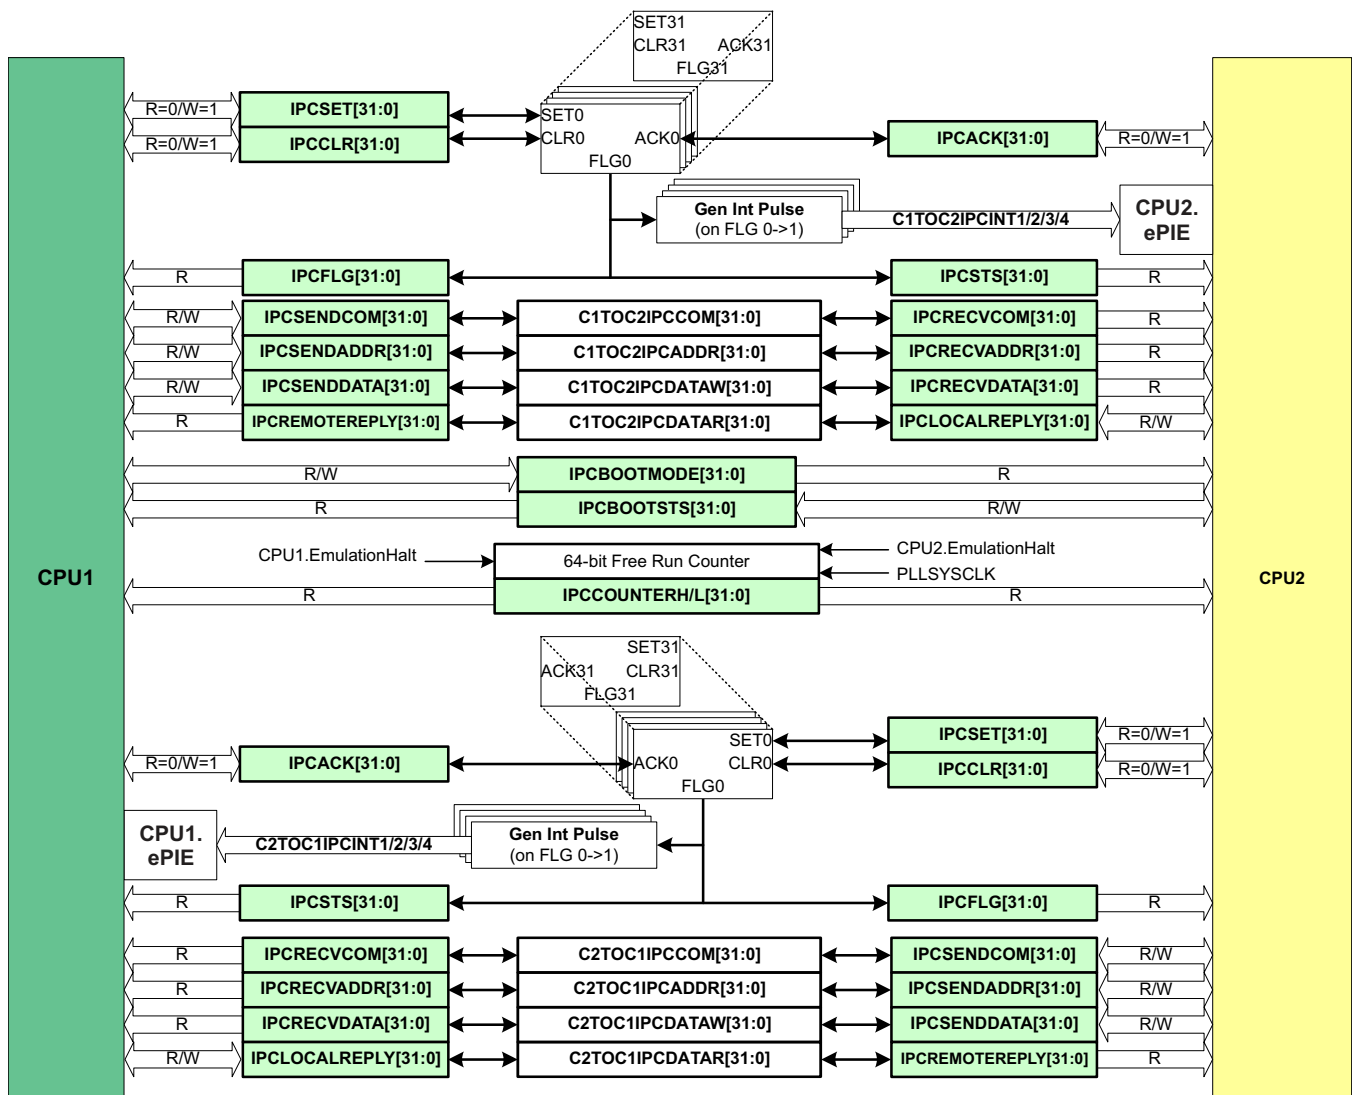 SET31
CLR31 ACK31
FLG31
R=0/W=1 IPCSET[31:0] SET0
R=0/W=1 IPCCLR[31:0] CLR0 ACK0 IPCACK[31:0] R=0/W=1
FLG0
Gen Int Pulse
(on FLG 0->1)
C1TOC2IPCINT1/2/3/4
CPU2.
ePIE
R IPCFLG[31:0] IPCSTS[31:0] R
R/W IPCSENDCOM[31:0] C1TOC2IPCCOM[31:0] IPCRECVCOM[31:0] R
R/W IPCSENDADDR[31:0] C1TOC2IPCADDR[31:0] IPCRECVADDR[31:0] R
R/W IPCSENDDATA[31:0] C1TOC2IPCDATAW[31:0] IPCRECVDATA[31:0] R
R IPCREMOTEREPLY[31:0] C1TOC2IPCDATAR[31:0] IPCLOCALREPLY[31:0] R/W
R/W IPCBOOTMODE[31:0] R
R IPCBOOTSTS[31:0] R/W
CPU1.EmulationHalt 64-bit Free Run Counter CPU2.EmulationHalt
PLLSYSCLK
CPU1
CPU2
R IPCCOUNTERH/L[31:0] R
SET31
ACK31 CLR31
FLG31
SET0 IPCSET[31:0] R=0/W=1
R=0/W=1 IPCACK[31:0] ACK0 CLR0 IPCCLR[31:0] R=0/W=1
FLG0
CPU1.
ePIE
C2TOC1IPCINT1/2/3/4
Gen Int Pulse
(on FLG 0->1)
R IPCSTS[31:0] IPCFLG[31:0] R
R IPCRECVCOM[31:0] C2TOC1IPCCOM[31:0] IPCSENDCOM[31:0] R/W
R IPCRECVADDR[31:0] C2TOC1IPCADDR[31:0] IPCSENDADDR[31:0] R/W
R IPCRECVDATA[31:0] C2TOC1IPCDATAW[31:0] IPCSENDDATA[31:0] R/W
R/W IPCLOCALREPLY[31:0] C2TOC1IPCDATAR[31:0] IPCREMOTEREPLY[31:0] R